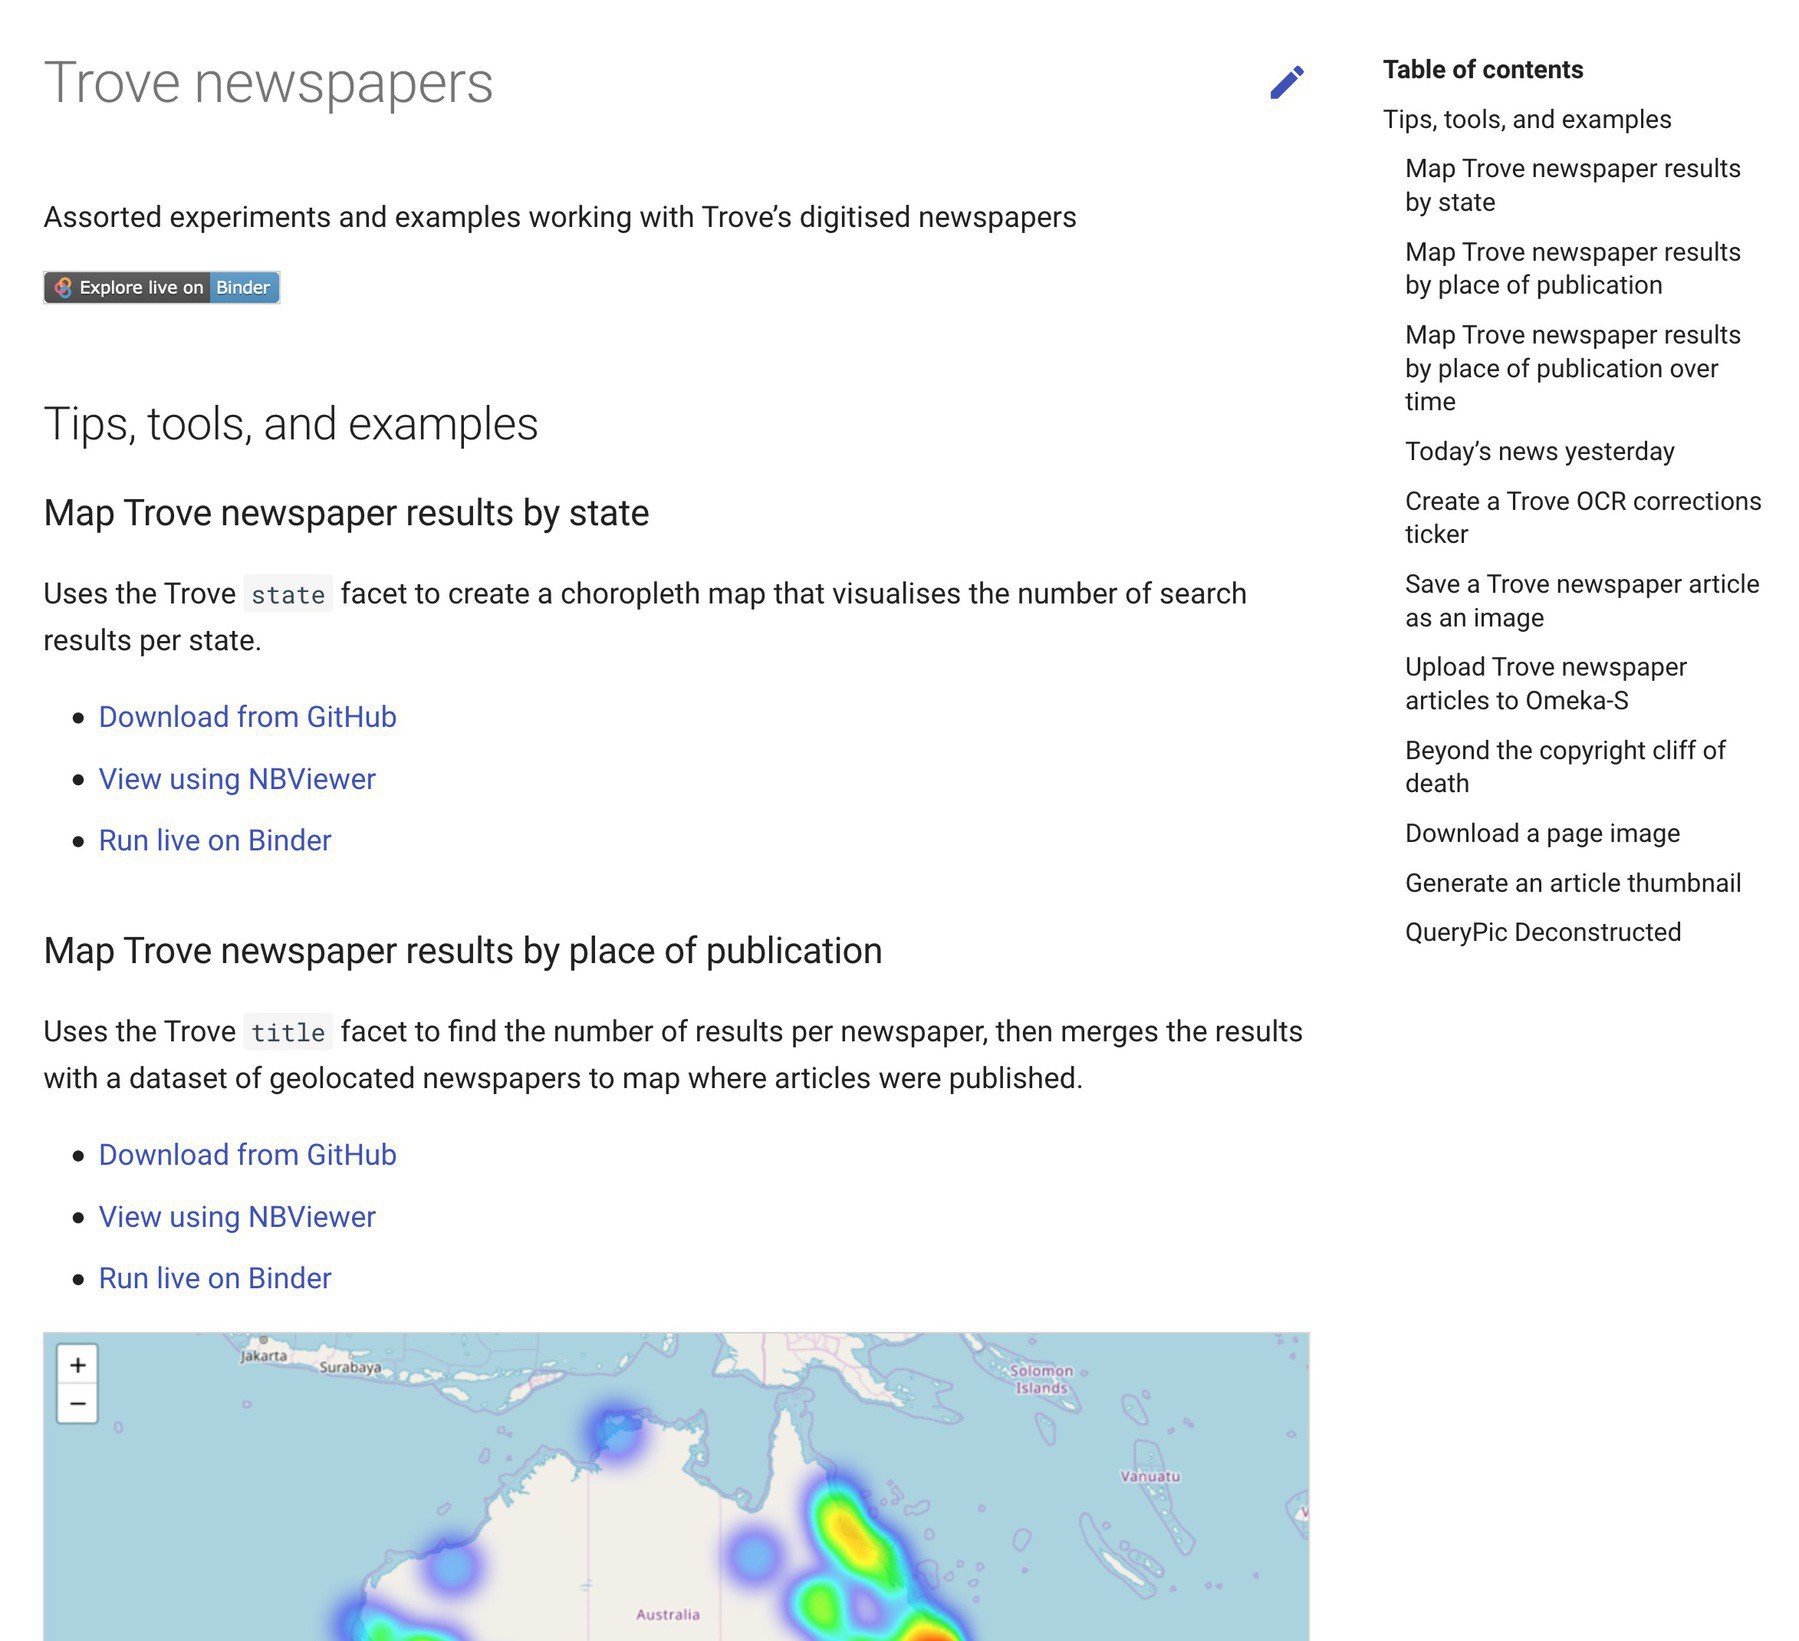 Trove newspapers
Assorted experiments and examples working with Trove’s digitised newspapers
Explore live on Binder
Tips, tools, and examples
Map Trove newspaper results by state
Uses the Trove state facet to create a choropleth map that visualises the number of search
results per state.
Download from GitHub
View using NBViewer
Run live on Binder
Map Trove newspaper results by place of publication
Uses the Trove title facet to find the number of results per newspaper, then merges the results
with a dataset of geolocated newspapers to map where articles were published.
Download from GitHub
View using NBViewer
Run live on Binder
+
−
Jakarta
Surabaya
Solomon
Islands
Vanuatu
Australia
Table of contents
Tips, tools, and examples
Map Trove newspaper results
by state
Map Trove newspaper results
by place of publication
Map Trove newspaper results
by place of publication over
time
Today’s news yesterday
Create a Trove OCR corrections
ticker
Save a Trove newspaper article
as an image
Upload Trove newspaper
articles to Omeka-S
Beyond the copyright cliff of
death
Download a page image
Generate an article thumbnail
QueryPic Deconstructed